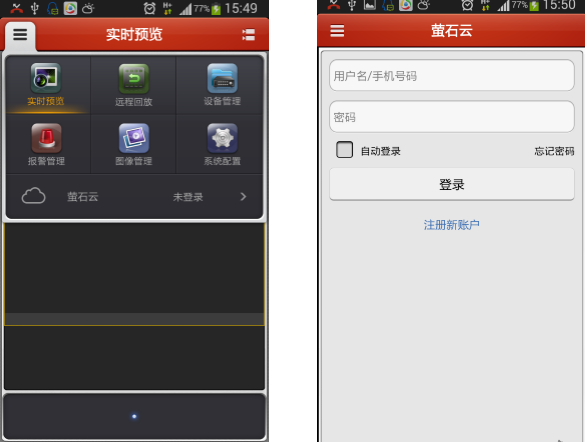 77% 15:49
实时预览
实时预览 远程回放 设备管理
报警管理 图像管理 系统配置
萤石云 未登录
77% 15:50
萤石云
用户名/手机号码
密码
自动登录 忘记密码
登录
注册新账户